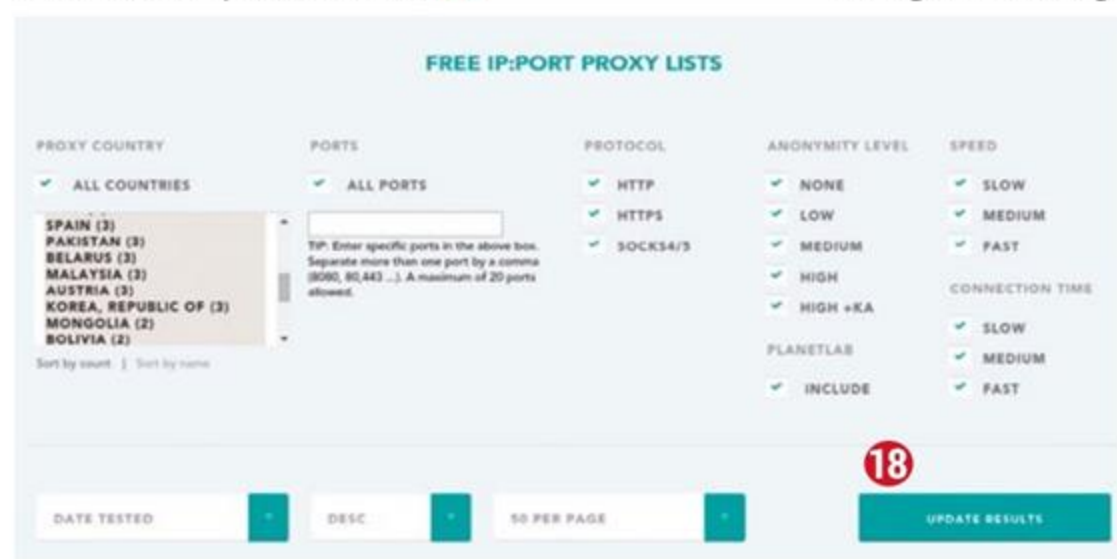 FREE IP:PORT PROXY LISTS
PROXY COUNTRY
ALL COUNTRIES
SPAIN (3)
PAKISTAN (3)
BELARUS (3)
MALAYSIA (3)
AUSTRIA (3)
KOREA, REPUBLIC OF (3)
MONGOLIA (2)
BOLIVIA (2)
Sort by count | Sort by name
PORTS
ALL PORTS
TIP: Enter specific ports in the above box.
Separate more than one port by a comma
(8080, 80,443 ...). A maximum of 20 ports
allowed.
PROTOCOL
HTTP
HTTPS
SOCKS4/5
ANONYMITY LEVEL
NONE
LOW
MEDIUM
HIGH
HIGH +KA
PLANETLAB
INCLUDE
SPEED
SLOW
MEDIUM
FAST
CONNECTION TIME
SLOW
MEDIUM
FAST
18
DATE TESTED
DESC
50 PER PAGE
UPDATE RESULTS